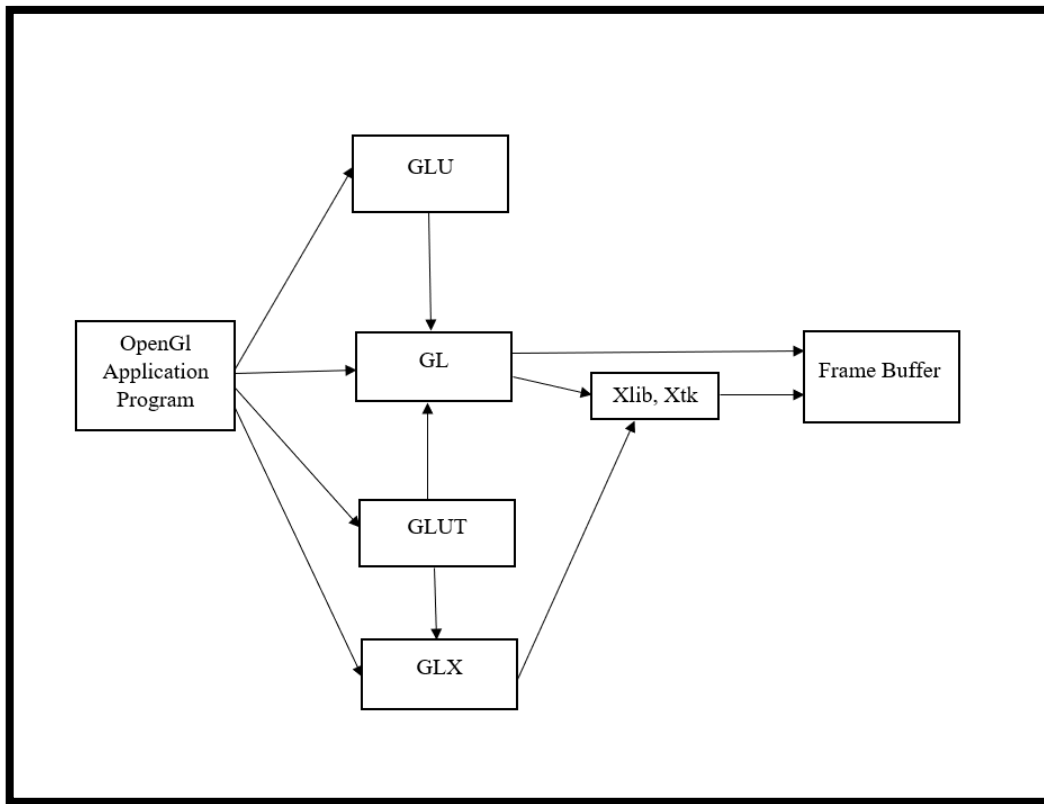 GLU
OpenGl
Application
Program
GL
Xlib, Xtk
Frame Buffer
GLUT
GLX